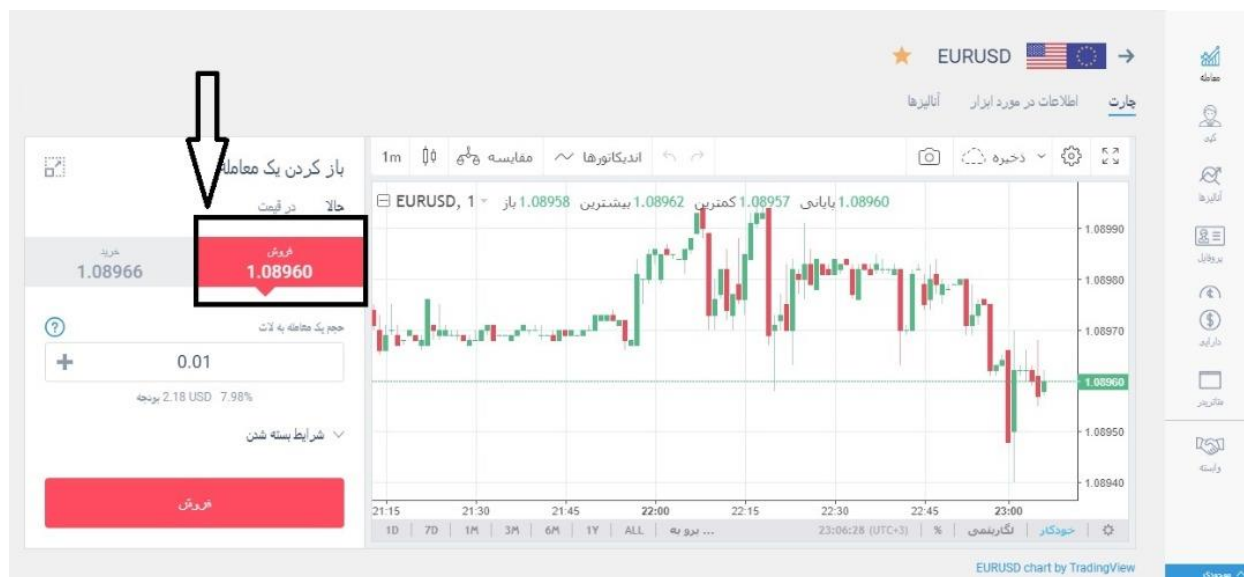 EURUSD
چارت
اطلاعات در مورد ابزار
آنالیزها
باز کردن یک معامله
حالا
در قیمت
فروش
1.08960
خرید
1.08966
حجم یک معامله به لات
0.01
2.18 USD 7.98%
شرایط بسته شدن
فروش
1m
مقایسه
اندیکاتورها
ذخیره
EURUSD, 1
باز 1.08958 بیشترین 1.08962 کمترین 1.08957 پایانی 1.08960
1.08990
1.08980
1.08970
1.08960
1.08950
1.08940
21:15 21:30 21:45 22:00 22:15 22:30 22:45 23:00
1D | 7D | 1M | 3M | 6M | 1Y | ALL | برو به ...
23:06:28 (UTC+3) | % | لگاریتمی | خودکار
EURUSD chart by TradingView
معامله
کپی
آنالیزها
پروفایل
دارایی
متاتریدر
وابسته